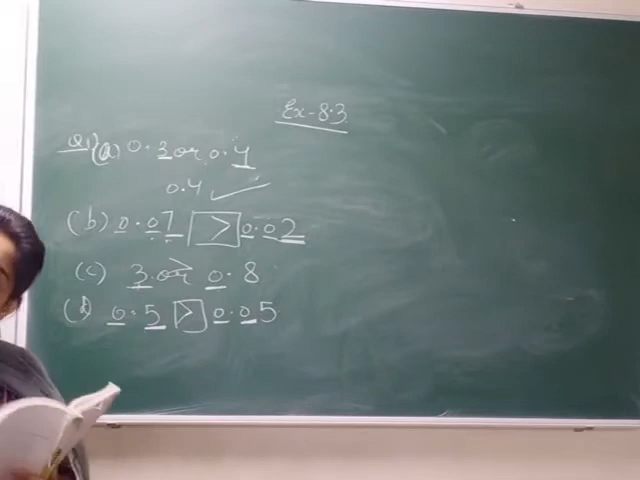 Ex-8.3
Q1) (a) 0.3 or 0.4
0.4 ✓
(b) 0.07 > 0.02
(c) 3 or > 0.8
(d) 0.5 > 0.05